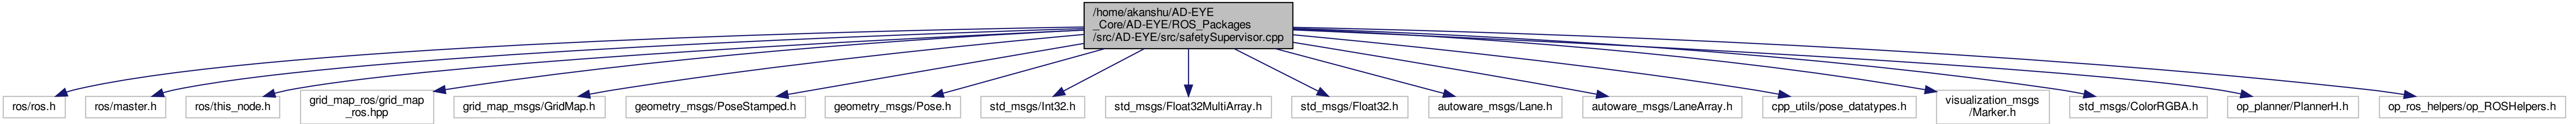 /home/akanshu/AD-EYE
_Core/AD-EYE/ROS_Packages
/src/AD-EYE/src/safetySupervisor.cpp
ros/ros.h
ros/master.h
ros/this_node.h
grid_map_ros/grid_map
_ros.hpp
grid_map_msgs/GridMap.h
geometry_msgs/PoseStamped.h
geometry_msgs/Pose.h
std_msgs/Int32.h
std_msgs/Float32MultiArray.h
std_msgs/Float32.h
autoware_msgs/Lane.h
autoware_msgs/LaneArray.h
cpp_utils/pose_datatypes.h
visualization_msgs
/Marker.h
std_msgs/ColorRGBA.h
op_planner/PlannerH.h
op_ros_helpers/op_ROSHelpers.h